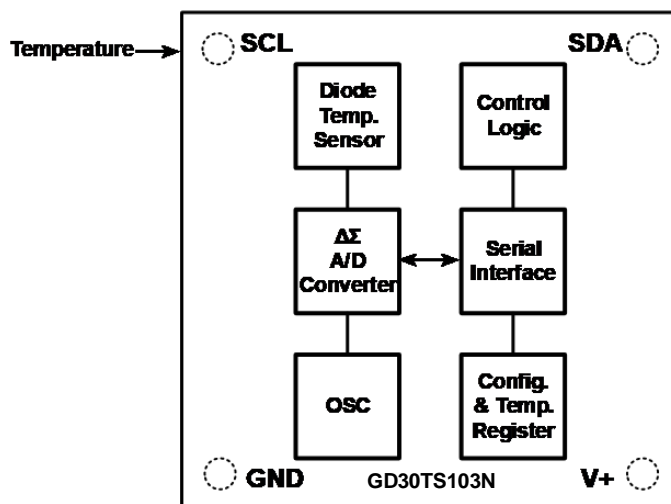 SCL
SDA
Temperature
Diode
Temp.
Sensor
Control
Logic
ΔΣ
A/D
Converter
Serial
Interface
OSC
Config.
& Temp.
Register
GND
GD30TS103N
V+